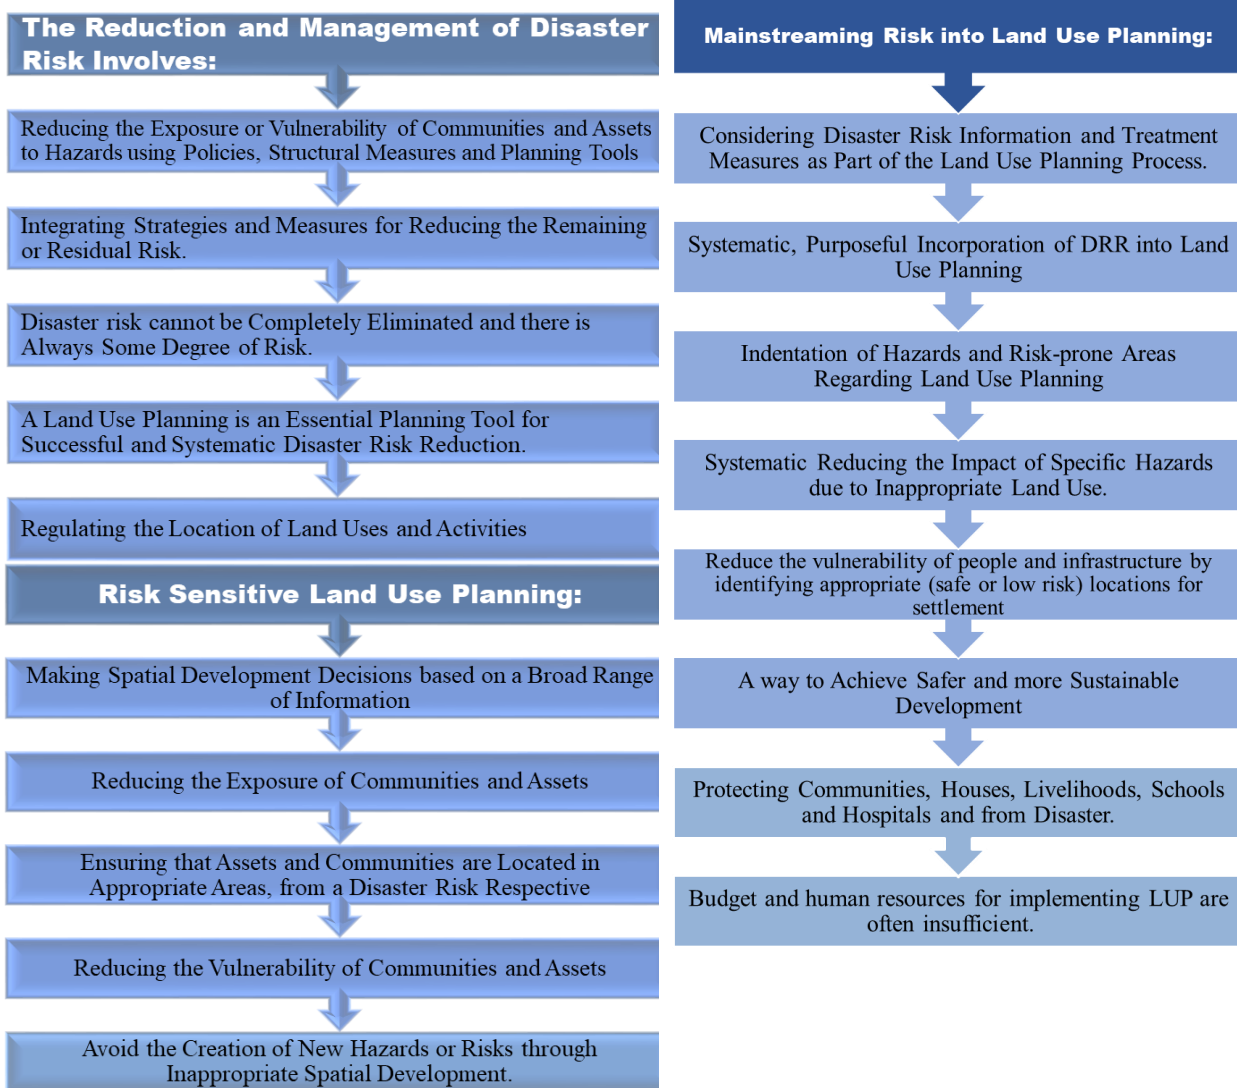 The Reduction and Management of Disaster
Risk Involves:
Reducing the Exposure or Vulnerability of Communities and Assets
to Hazards using Policies, Structural Measures and Planning Tools
Integrating Strategies and Measures for Reducing the Remaining
or Residual Risk.
Disaster risk cannot be Completely Eliminated and there is
Always Some Degree of Risk.
A Land Use Planning is an Essential Planning Tool for
Successful and Systematic Disaster Risk Reduction.
Regulating the Location of Land Uses and Activities
Risk Sensitive Land Use Planning:
Making Spatial Development Decisions based on a Broad Range
of Information
Reducing the Exposure of Communities and Assets
Ensuring that Assets and Communities are Located in
Appropriate Areas, from a Disaster Risk Respective
Reducing the Vulnerability of Communities and Assets
Avoid the Creation of New Hazards or Risks through
Inappropriate Spatial Development.
Mainstreaming Risk into Land Use Planning:
Considering Disaster Risk Information and Treatment
Measures as Part of the Land Use Planning Process.
Systematic, Purposeful Incorporation of DRR into Land
Use Planning
Indentation of Hazards and Risk-prone Areas
Regarding Land Use Planning
Systematic Reducing the Impact of Specific Hazards
due to Inappropriate Land Use.
Reduce the vulnerability of people and infrastructure by
identifying appropriate (safe or low risk) locations for
settlement
A way to Achieve Safer and more Sustainable
Development
Protecting Communities, Houses, Livelihoods, Schools
and Hospitals and from Disaster.
Budget and human resources for implementing LUP are
often insufficient.